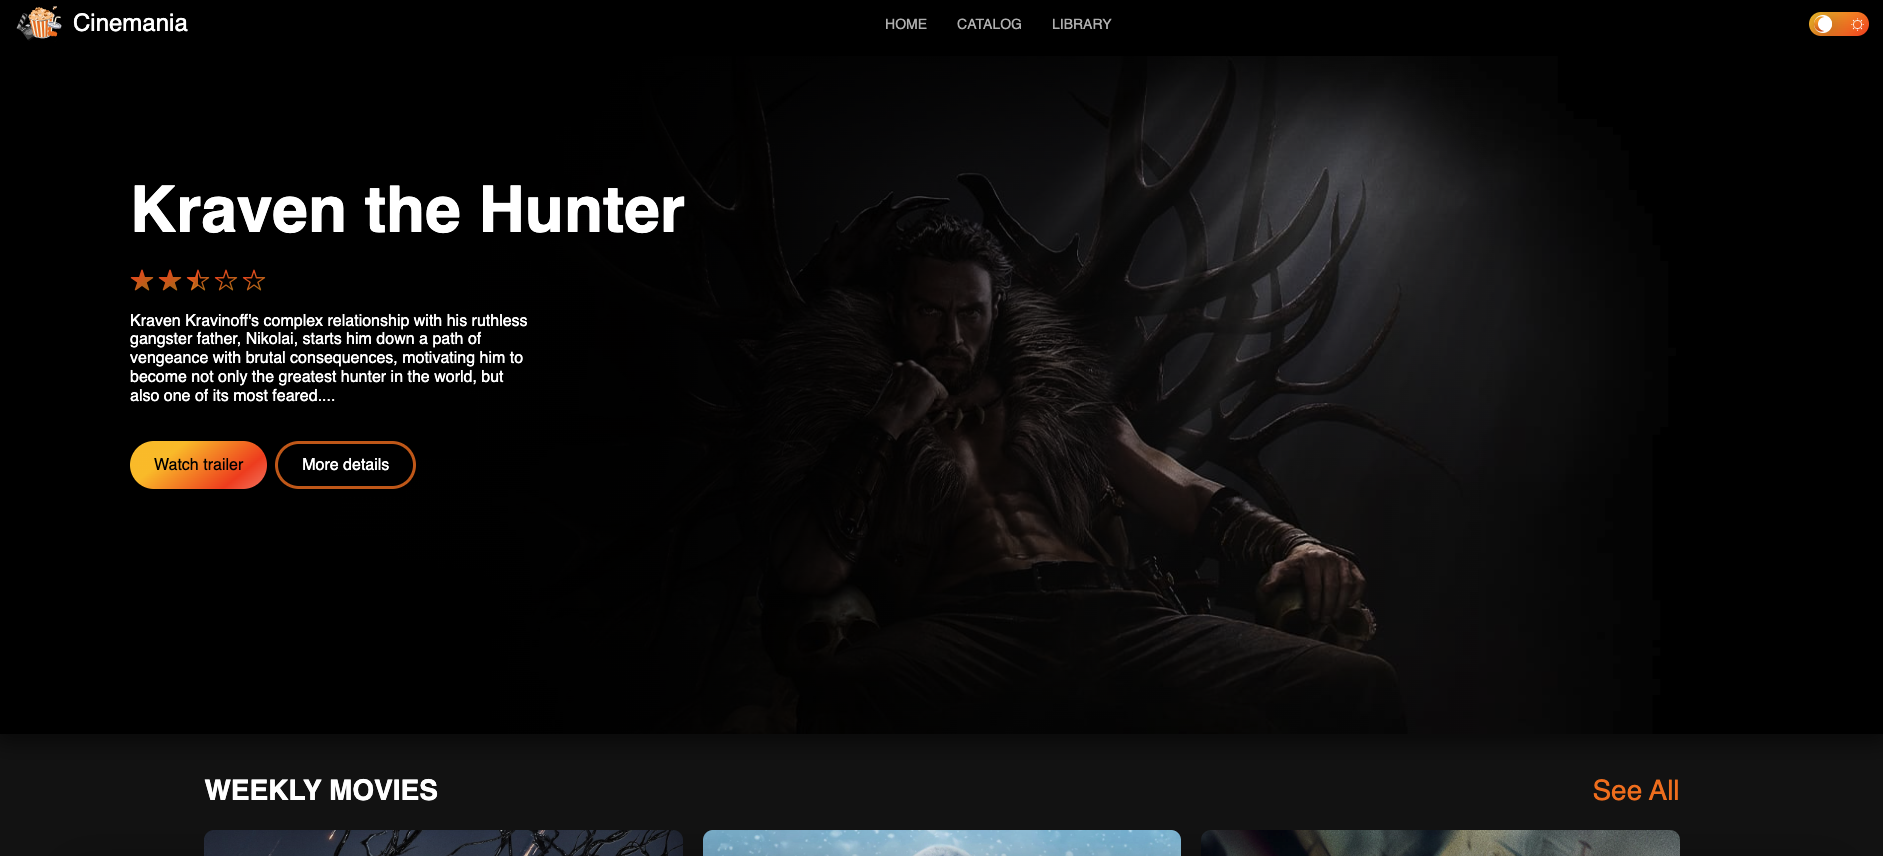 Cinemania
HOME
CATALOG
LIBRARY
Kraven the Hunter
Kraven Kravinoff's complex relationship with his ruthless
gangster father, Nikolai, starts him down a path of
vengeance with brutal consequences, motivating him to
become not only the greatest hunter in the world, but
also one of its most feared....
Watch trailer
More details
WEEKLY MOVIES
See All